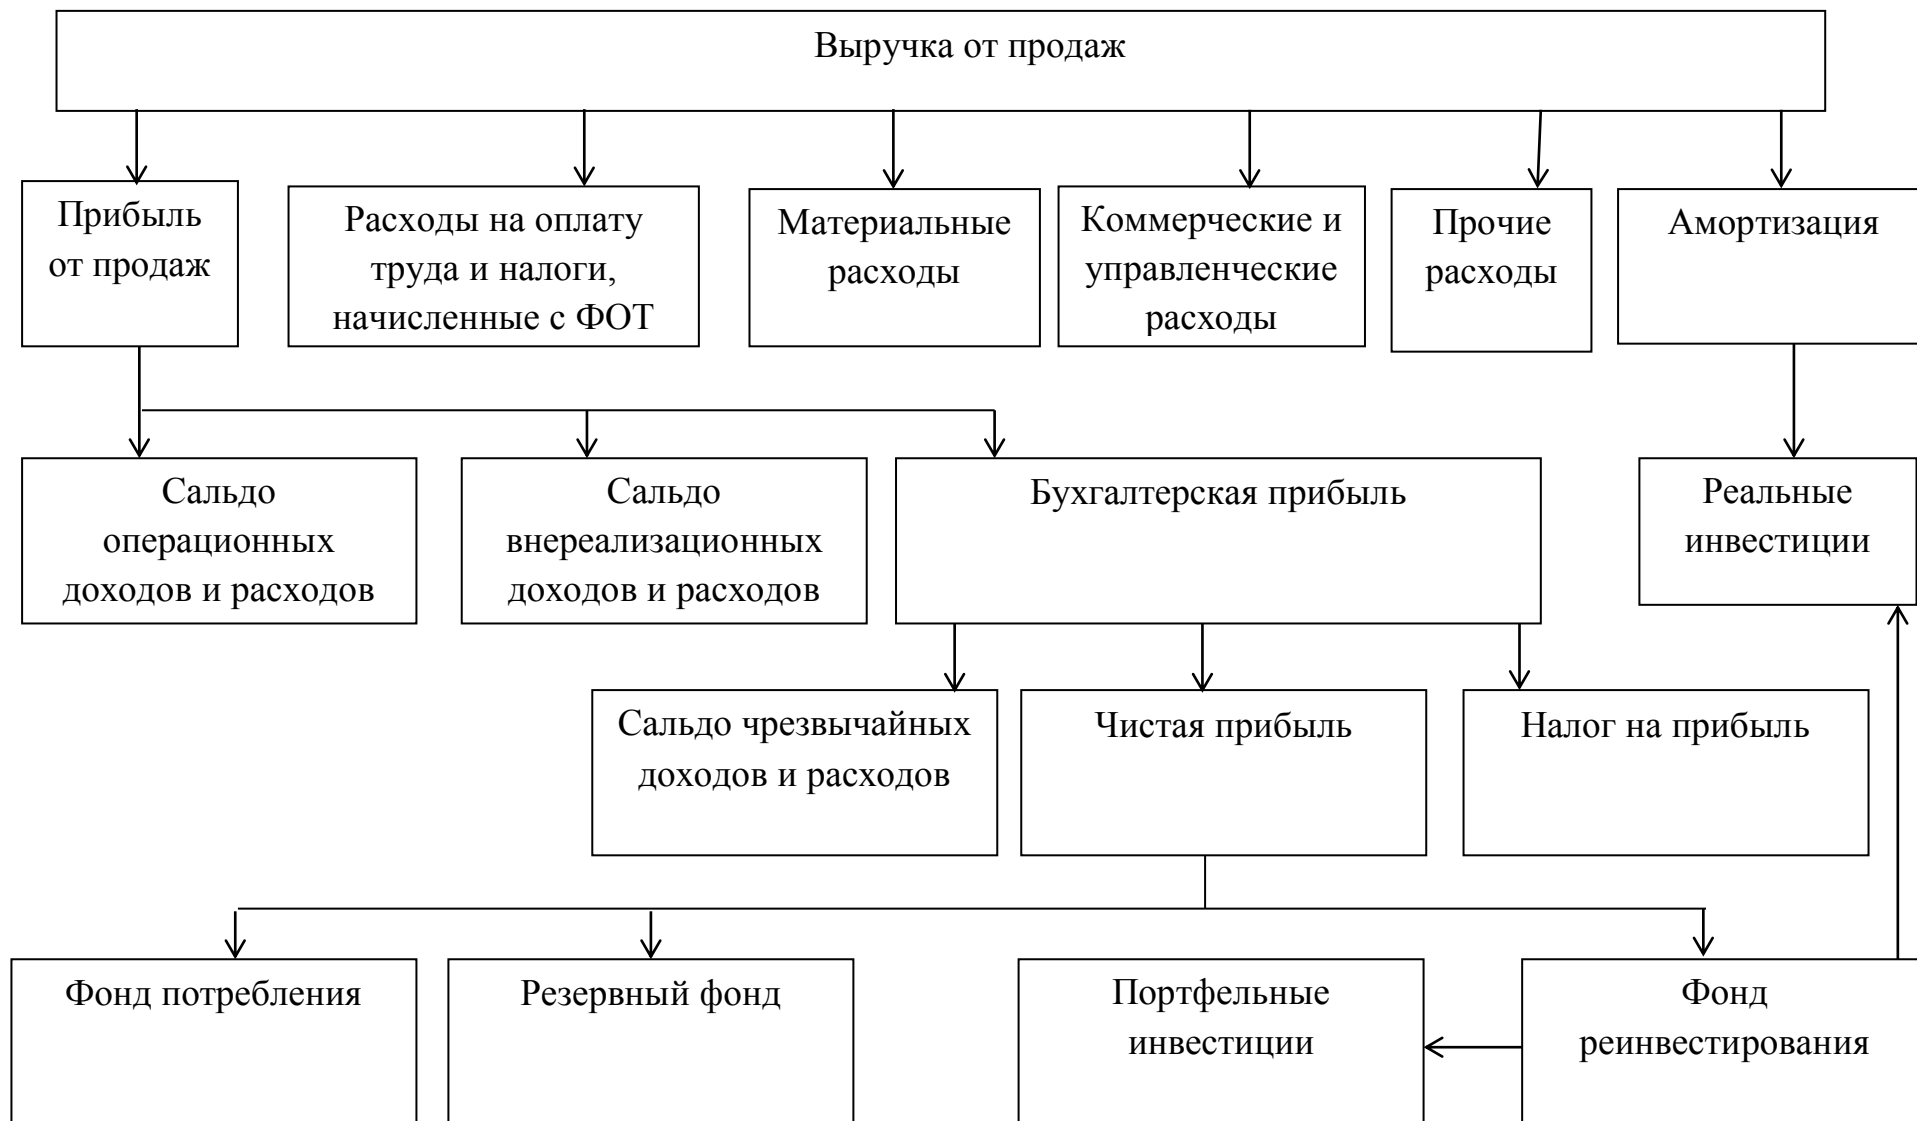 Выручка от продаж
Прибыль
от продаж
Расходы на оплату
труда и налоги,
начисленные с ФОТ
Материальные
расходы
Коммерческие и
управленческие
расходы
Прочие
расходы
Амортизация
Сальдо
операционных
доходов и расходов
Сальдо
внереализационных
доходов и расходов
Бухгалтерская прибыль
Реальные
инвестиции
Сальдо чрезвычайных
доходов и расходов
Чистая прибыль
Налог на прибыль
Фонд потребления
Резервный фонд
Портфельные
инвестиции
Фонд
реинвестирования